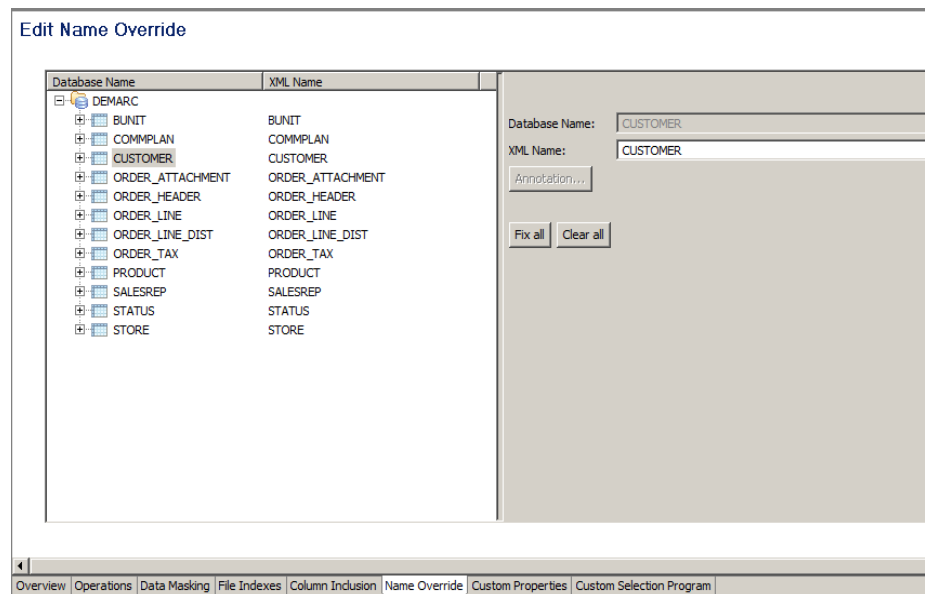 Edit Name Override
Database Name XML Name
DEMARC
BUNIT BUNIT
COMMPLAN COMMPLAN
CUSTOMER CUSTOMER
ORDER_ATTACHMENT ORDER_ATTACHMENT
ORDER_HEADER ORDER_HEADER
ORDER_LINE ORDER_LINE
ORDER_LINE_DIST ORDER_LINE_DIST
ORDER_TAX ORDER_TAX
PRODUCT PRODUCT
SALESREP SALESREP
STATUS STATUS
STORE STORE
Database Name: CUSTOMER
XML Name: CUSTOMER
Annotation...
Fix all Clear all
Overview Operations Data Masking File Indexes Column Inclusion Name Override Custom Properties Custom Selection Program